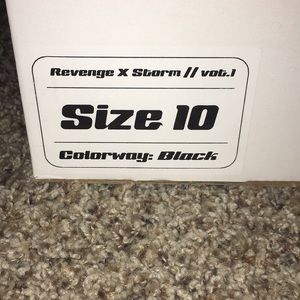 Revenge X Storm // vol.1
Size 10
Colorway: Black